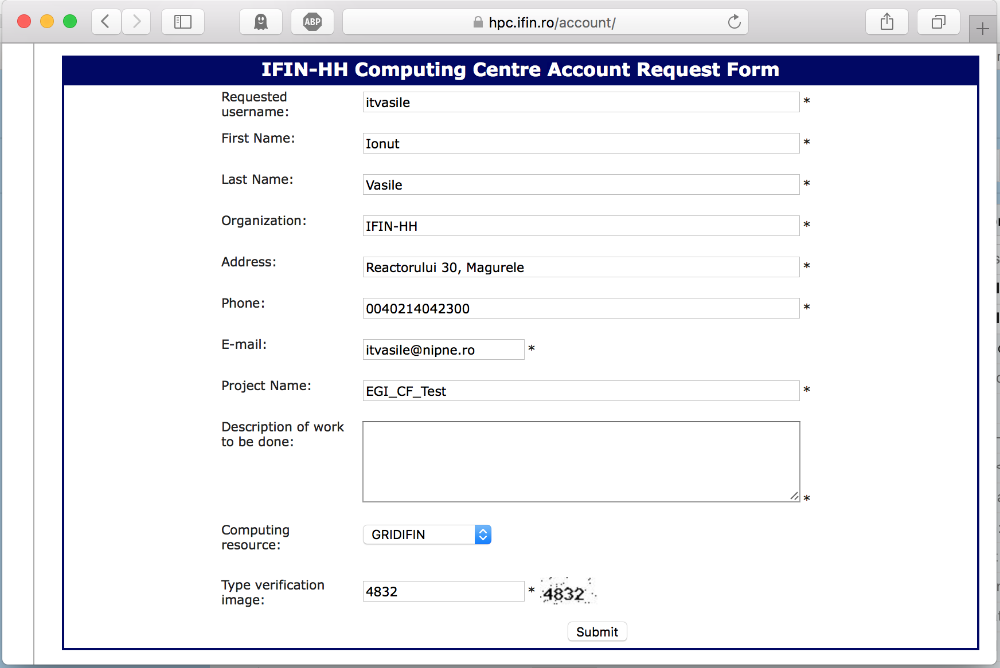 ABP
hpc.ifin.ro/account/
IFIN-HH Computing Centre Account Request Form
Requested
username:
itvasile
*
First Name:
Ionut
*
Last Name:
Vasile
*
Organization:
IFIN-HH
*
Address:
Reactorului 30, Magurele
*
Phone:
0040214042300
*
E-mail:
itvasile@nipne.ro
*
Project Name:
EGI_CF_Test
*
Description of work
to be done:
*
Computing
resource:
GRIDIFIN
Type verification
image:
4832
*
4832
Submit